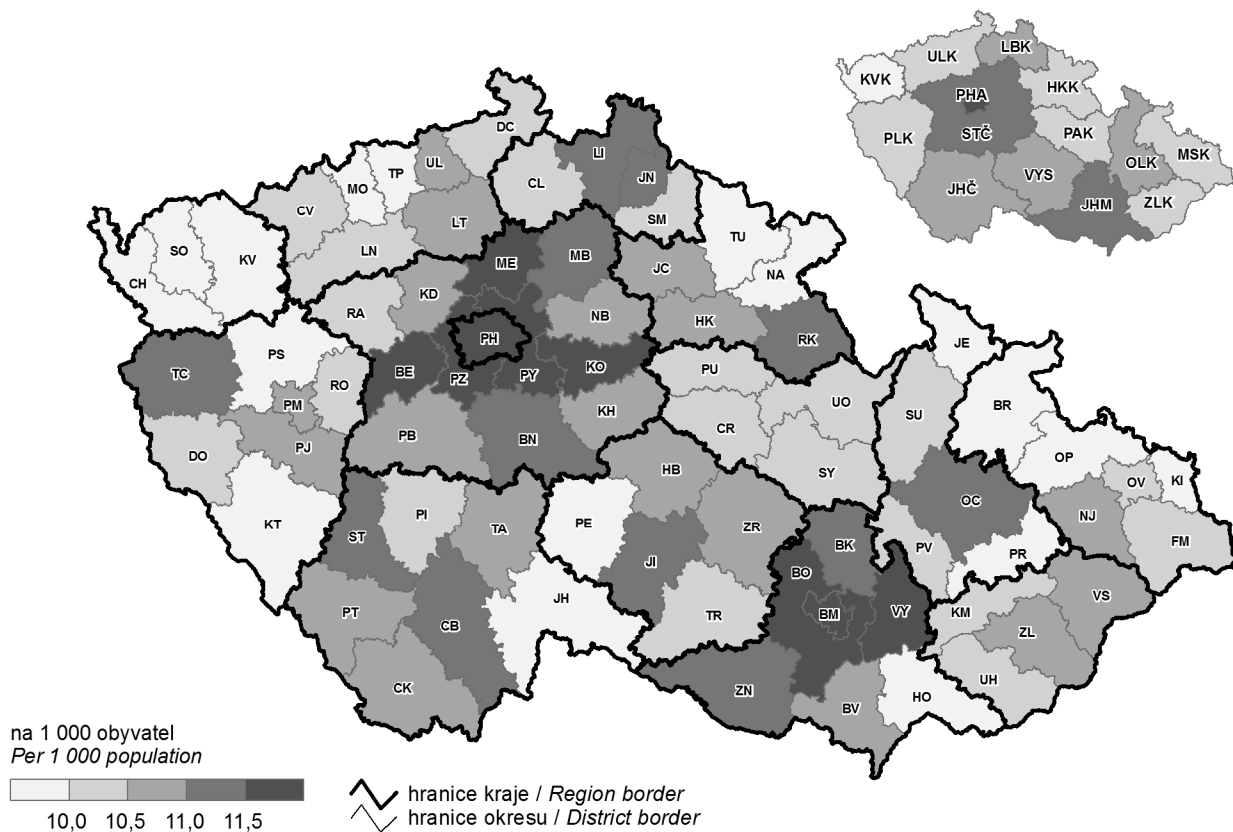 ULK
LBK
KVK
HKK
PHA
PLK
STČ
PAK
MSK
OLK
VYS
JHČ
JHM
ZLK
DC
LI
UL
TP
MO
CL
JN
CV
SM
LT
TU
SO
KV
LN
ME
MB
JC
NA
CH
KD
RA
NB
HK
PH
RK
JE
PS
TC
BE
PZ
PY
KO
PU
RO
PM
UO
SU
BR
KH
CR
PB
BN
PJ
DO
HB
SY
OP
OV
KI
KT
ST
PI
TA
PE
ZR
OC
NJ
BK
PV
PR
FM
JI
BO
JH
PT
CB
TR
BM
VY
KM
VS
ZL
CK
ZN
BV
HO
UH
na 1 000 obyvatel
Per 1 000 population
10,0 10,5 11,0 11,5
hranice kraje / Region border
hranice okresu / District border